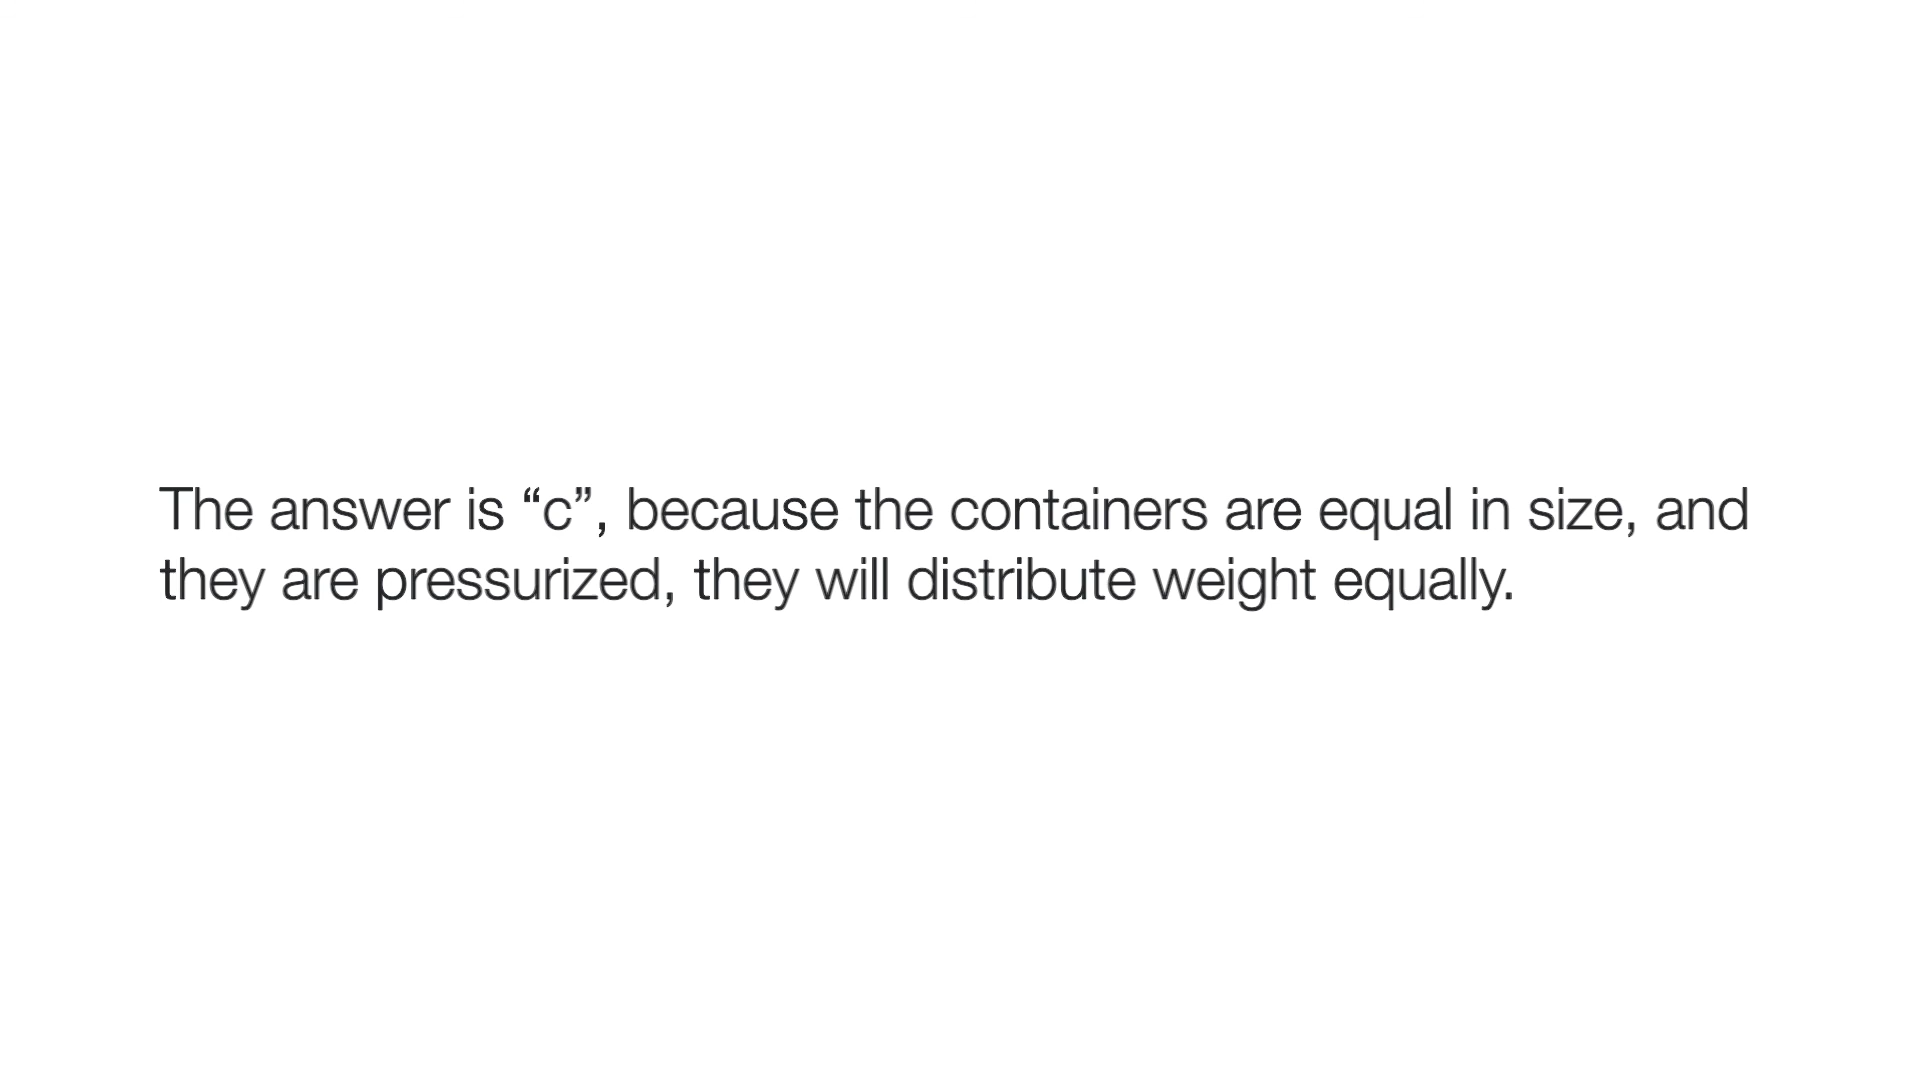 The answer is “c”, because the containers are equal in size, and
they are pressurized, they will distribute weight equally.